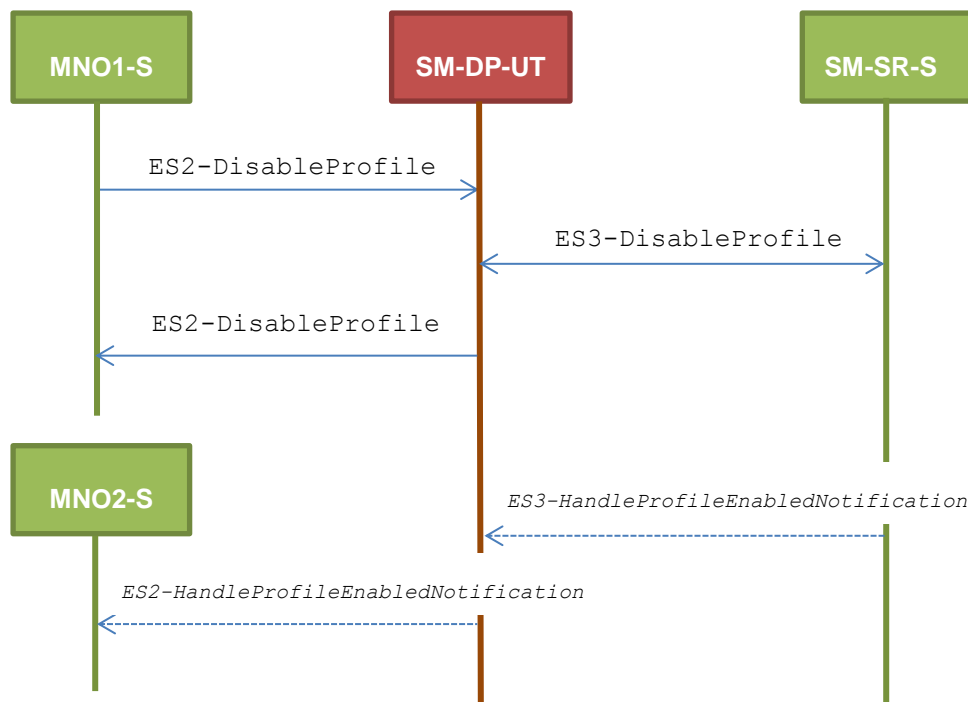 MNO1-S
SM-DP-UT
SM-SR-S
ES2-DisableProfile
ES3-DisableProfile
ES2-DisableProfile
MNO2-S
ES3-HandleProfileEnabledNotification
ES2-HandleProfileEnabledNotification